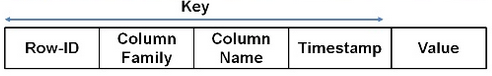 Key
Row-ID
Column
Family
Column
Name
Timestamp
Value